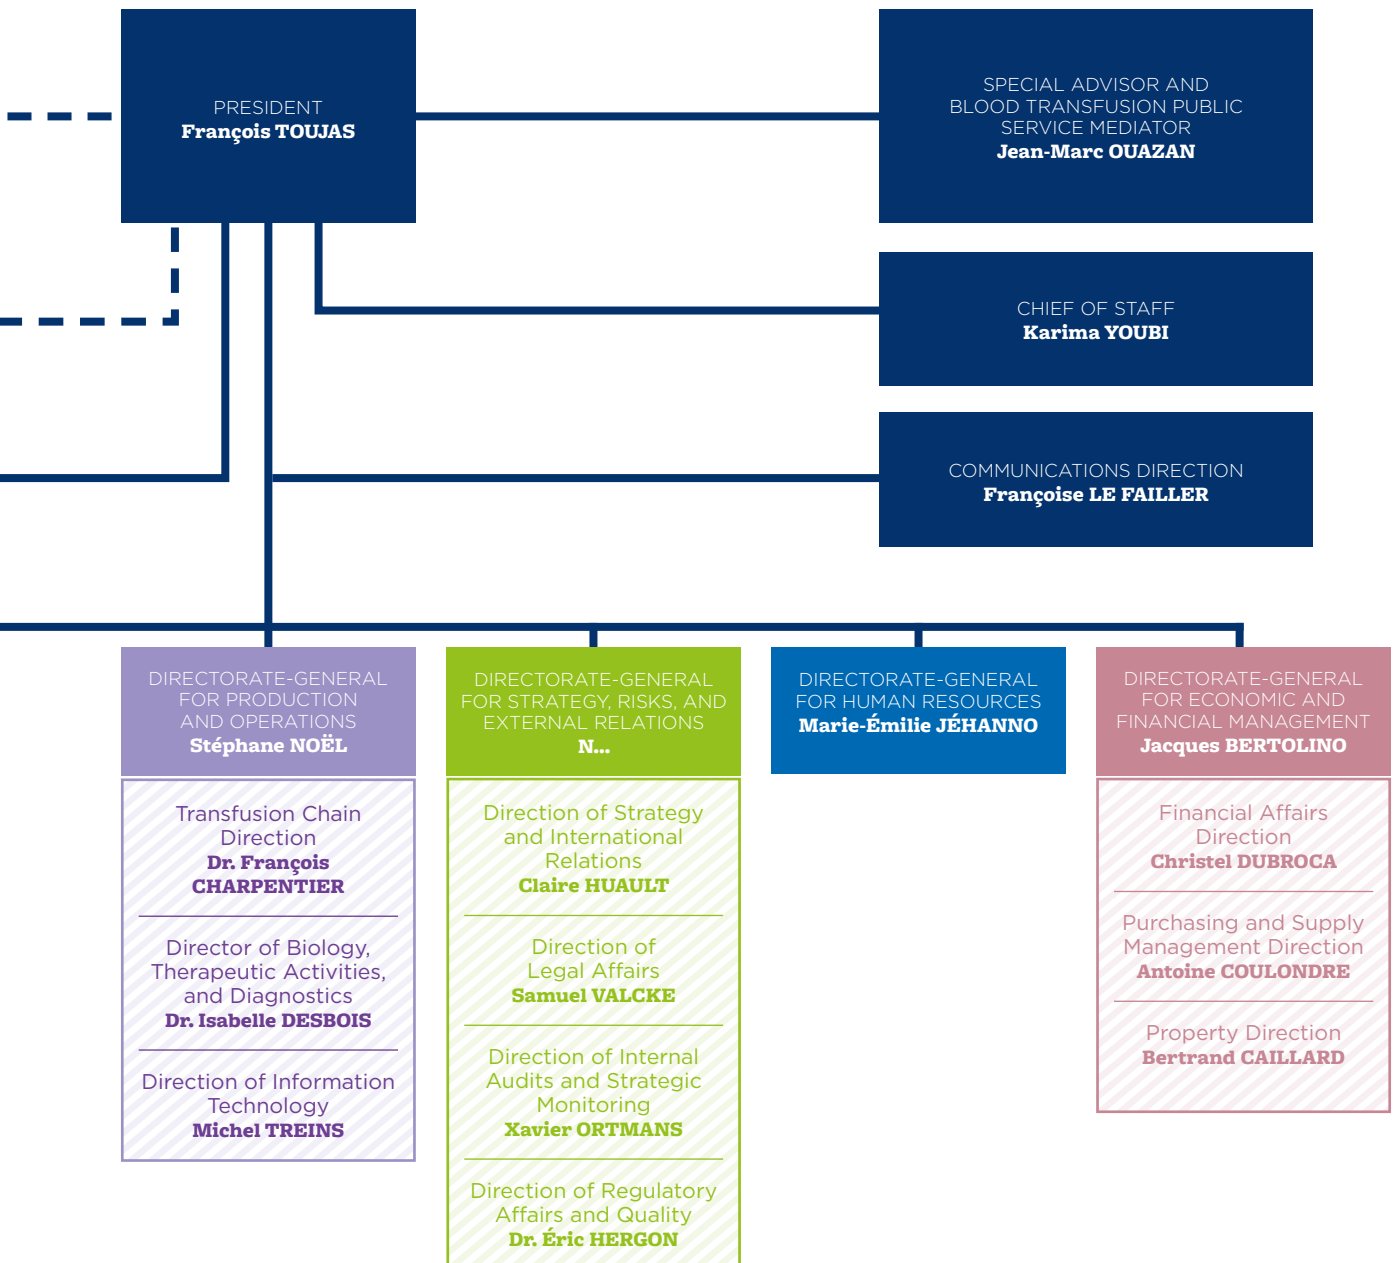 PRESIDENT
François TOUJAS
SPECIAL ADVISOR AND
BLOOD TRANSFUSION PUBLIC
SERVICE MEDIATOR
Jean-Marc OUAZAN
CHIEF OF STAFF
Karima YOUBI
COMMUNICATIONS DIRECTION
Françoise LE FAILLER
DIRECTORATE-GENERAL
FOR PRODUCTION
AND OPERATIONS
Stéphane NOËL
Transfusion Chain
Direction
Dr. François
CHARPENTIER
Director of Biology,
Therapeutic Activities,
and Diagnostics
Dr. Isabelle DESBOIS
Direction of Information
Technology
Michel TREINS
DIRECTORATE-GENERAL
FOR STRATEGY, RISKS, AND
EXTERNAL RELATIONS
N...
Direction of Strategy
and International
Relations
Claire HUAULT
Direction of
Legal Affairs
Samuel VALCKE
Direction of Internal
Audits and Strategic
Monitoring
Xavier ORTMANS
Direction of Regulatory
Affairs and Quality
Dr. Éric HERGON
DIRECTORATE-GENERAL
FOR HUMAN RESOURCES
Marie-Émilie JÉHANNO
DIRECTORATE-GENERAL
FOR ECONOMIC AND
FINANCIAL MANAGEMENT
Jacques BERTOLINO
Financial Affairs
Direction
Christel DUBROCA
Purchasing and Supply
Management Direction
Antoine COULONDRE
Property Direction
Bertrand CAILLARD